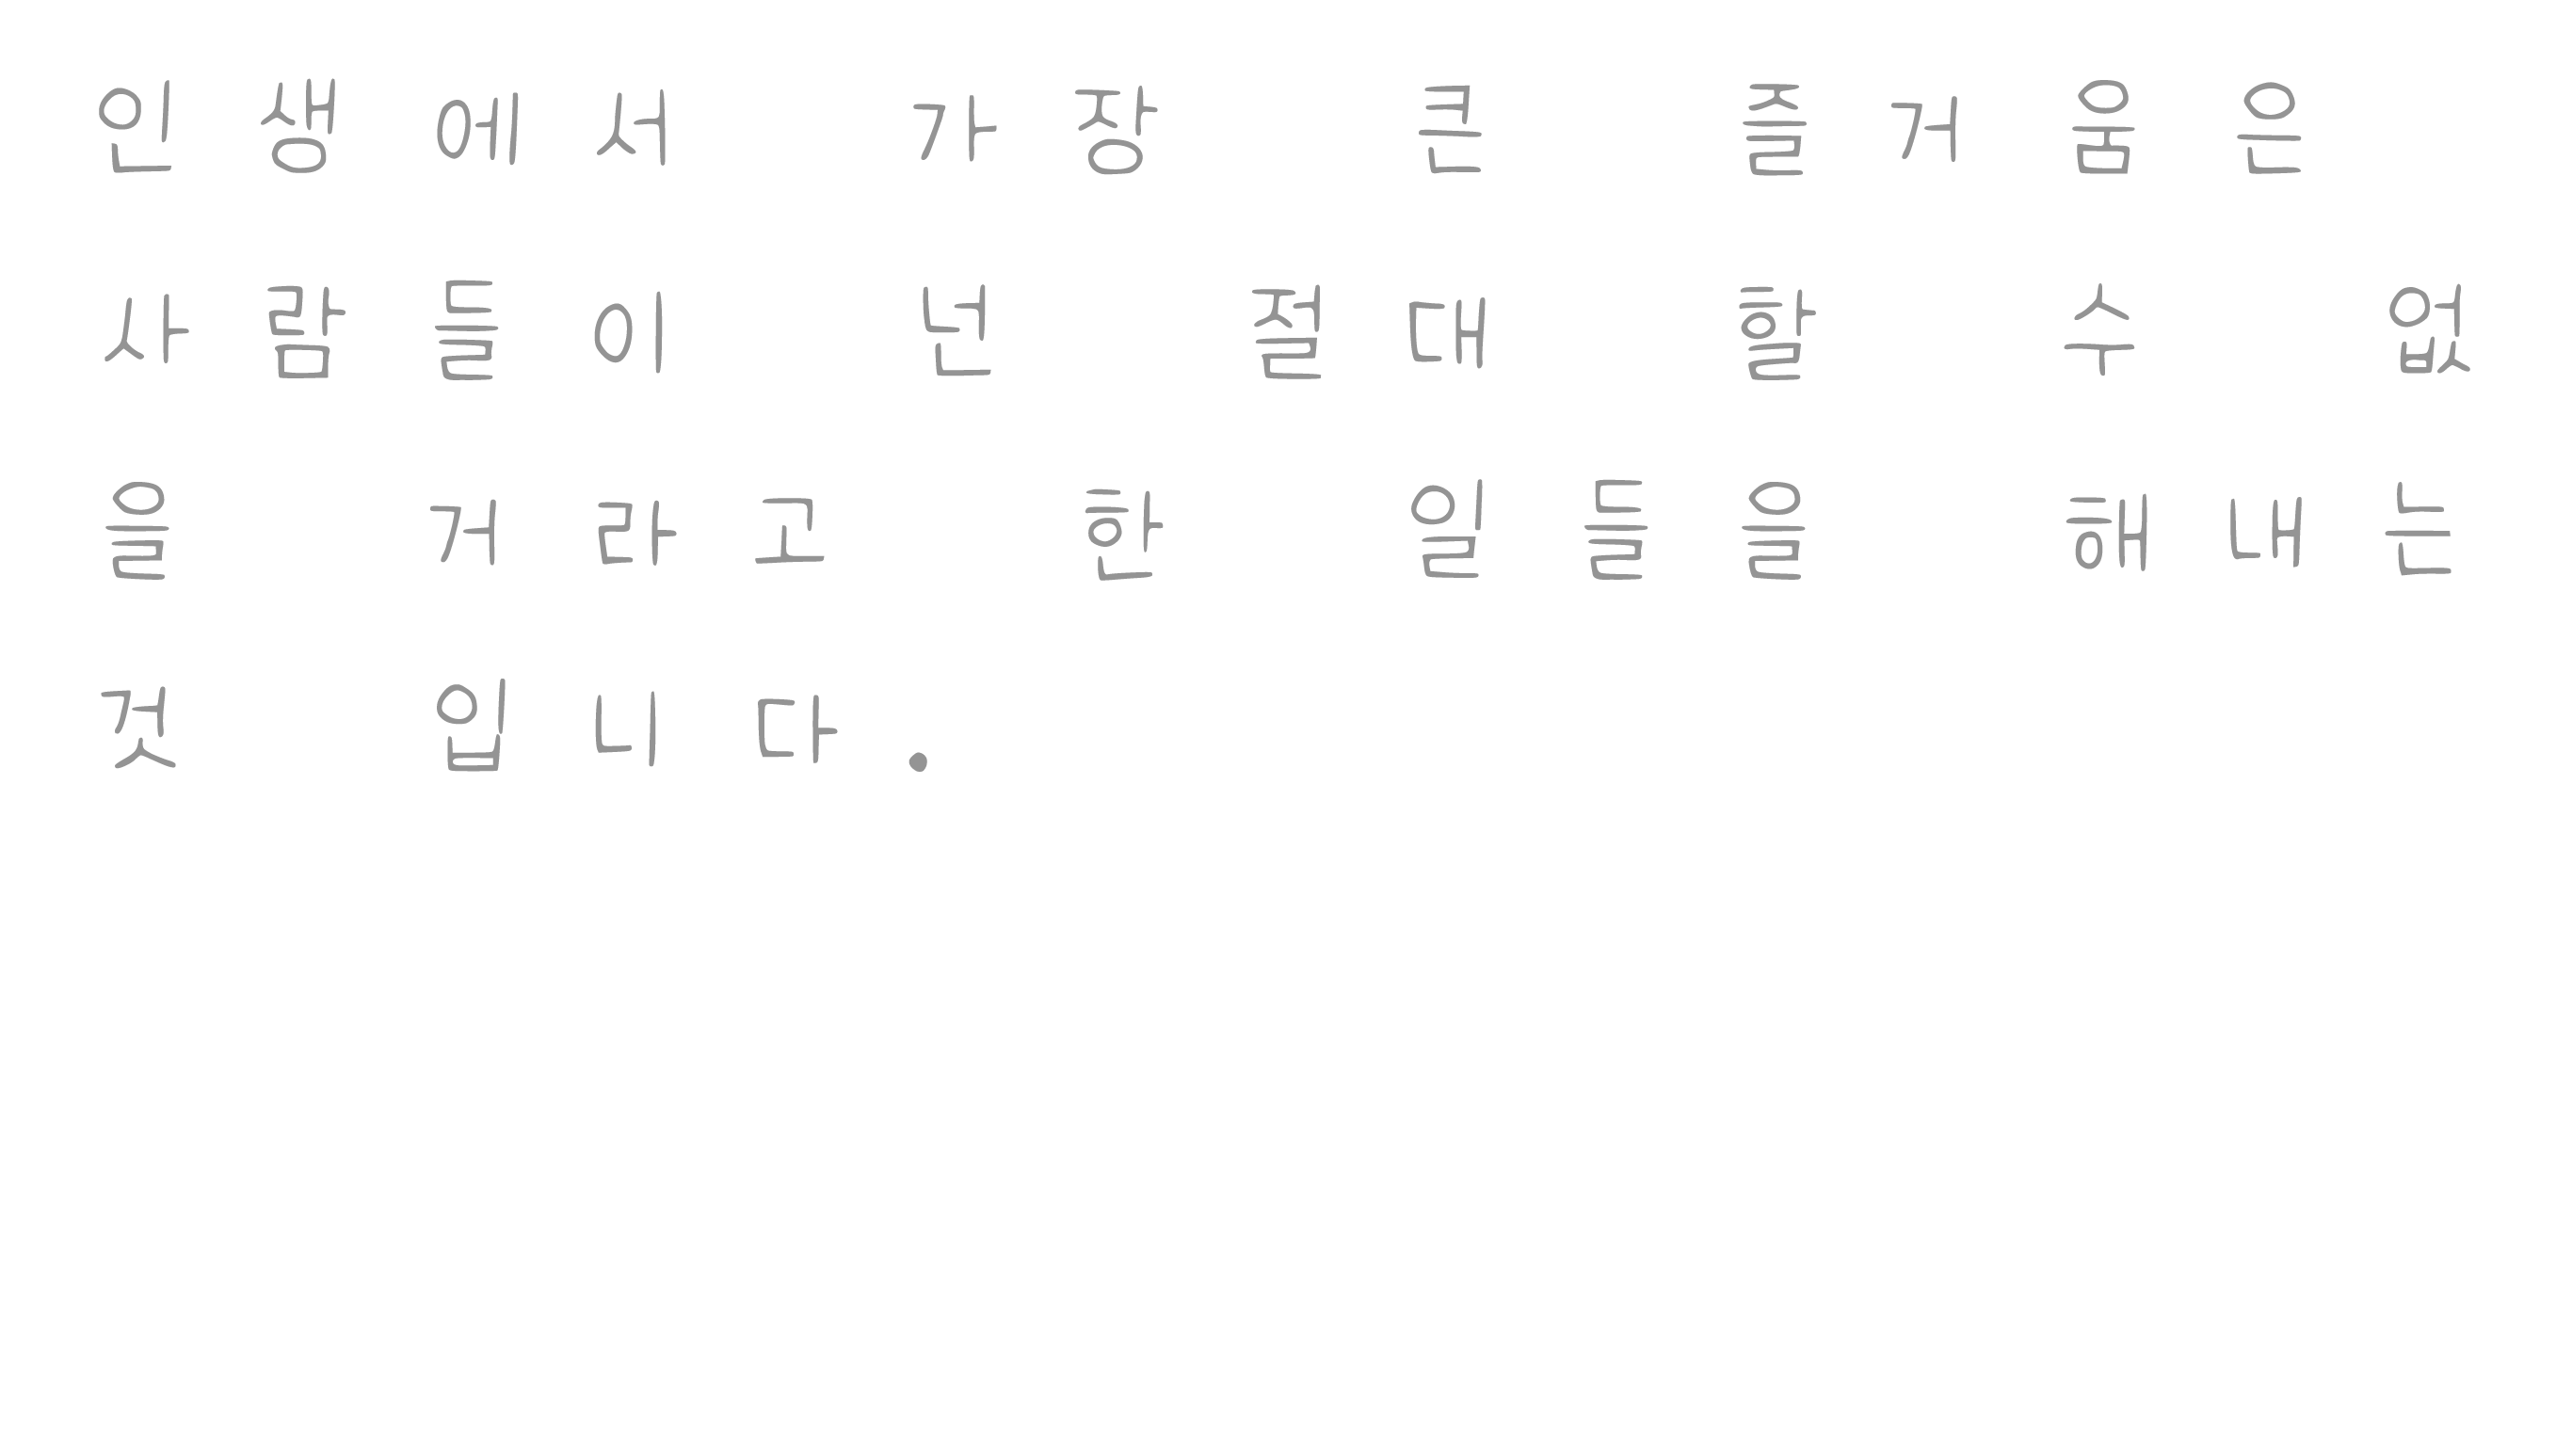 인생에서 가장 큰 즐거움은
사람들이 넌 절대 할 수 없
을 거라고 한 일들을 해내는
것 입니다.